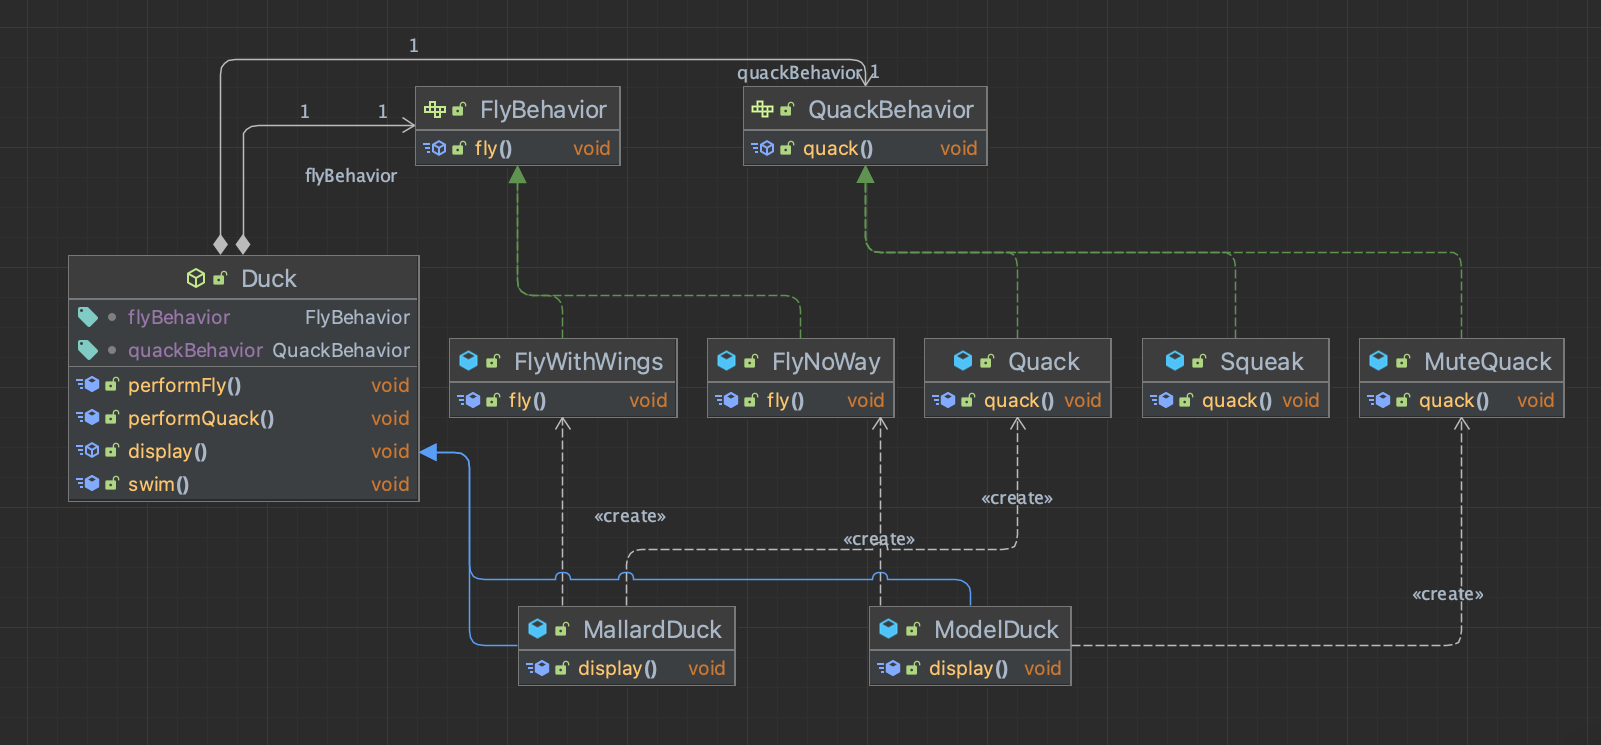 1
quackBehavior 1
1 1
FlyBehavior
fly() void
QuackBehavior
quack() void
flyBehavior
Duck
flyBehavior FlyBehavior
quackBehavior QuackBehavior
performFly() void
performQuack() void
display() void
swim() void
FlyWithWings
fly() void
FlyNoWay
fly() void
Quack
quack() void
Squeak
quack() void
MuteQuack
quack() void
«create»
«create»
«create»
«create»
MallardDuck
display() void
ModelDuck
display() void